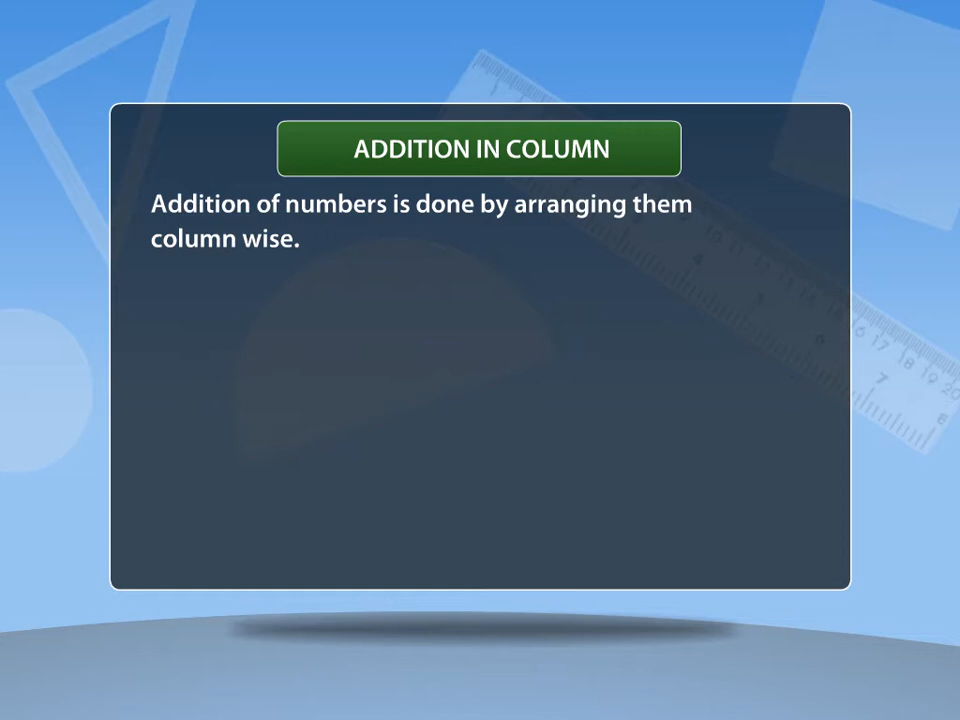 ADDITION IN COLUMN
Addition of numbers is done by arranging them
column wise.